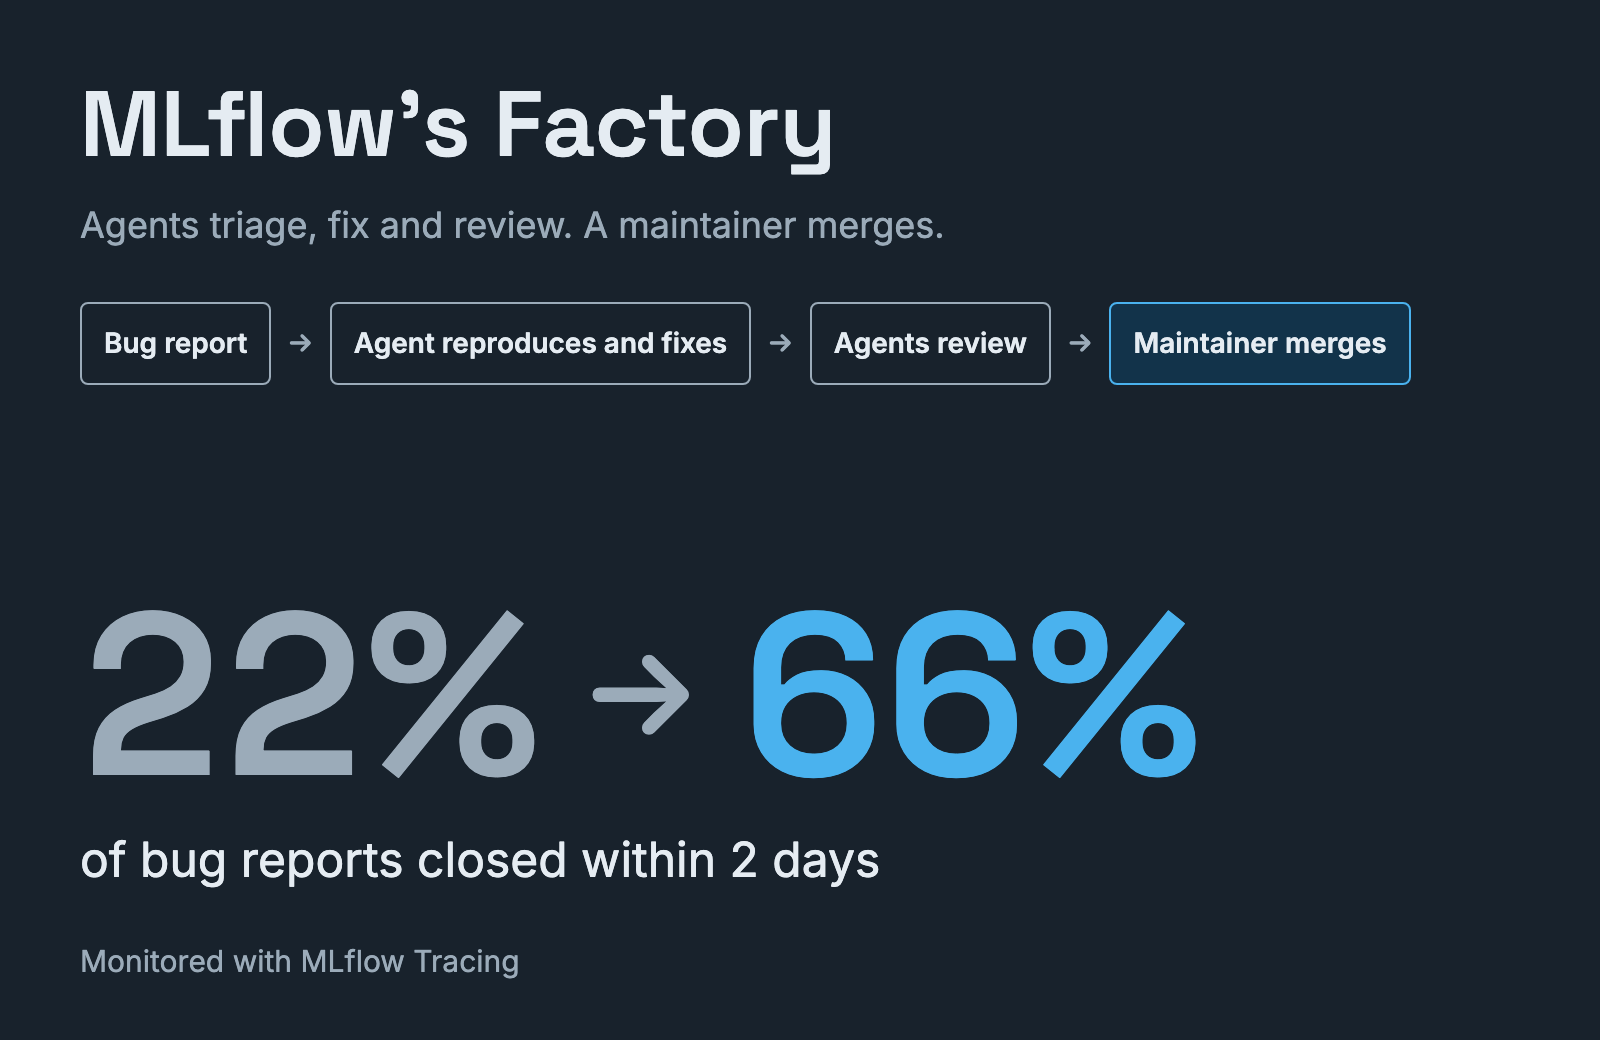 MLflow’s Factory
Agents triage, fix and review. A maintainer merges.
Bug report → Agent reproduces and fixes → Agents review → Maintainer merges
22% → 66%
of bug reports closed within 2 days
Monitored with MLflow Tracing